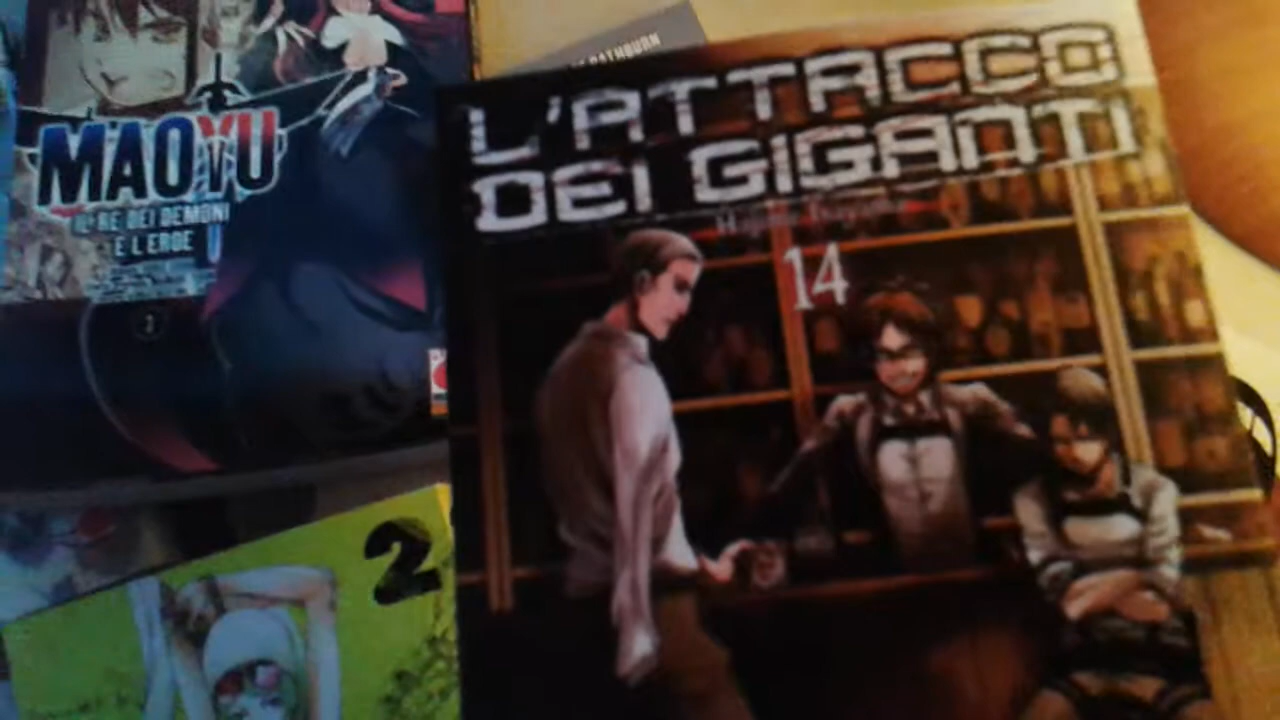 MAOYU
IL RE DEI DEMONI
E L'EROE
2
L'ATTACCO
DEI GIGANTI
14